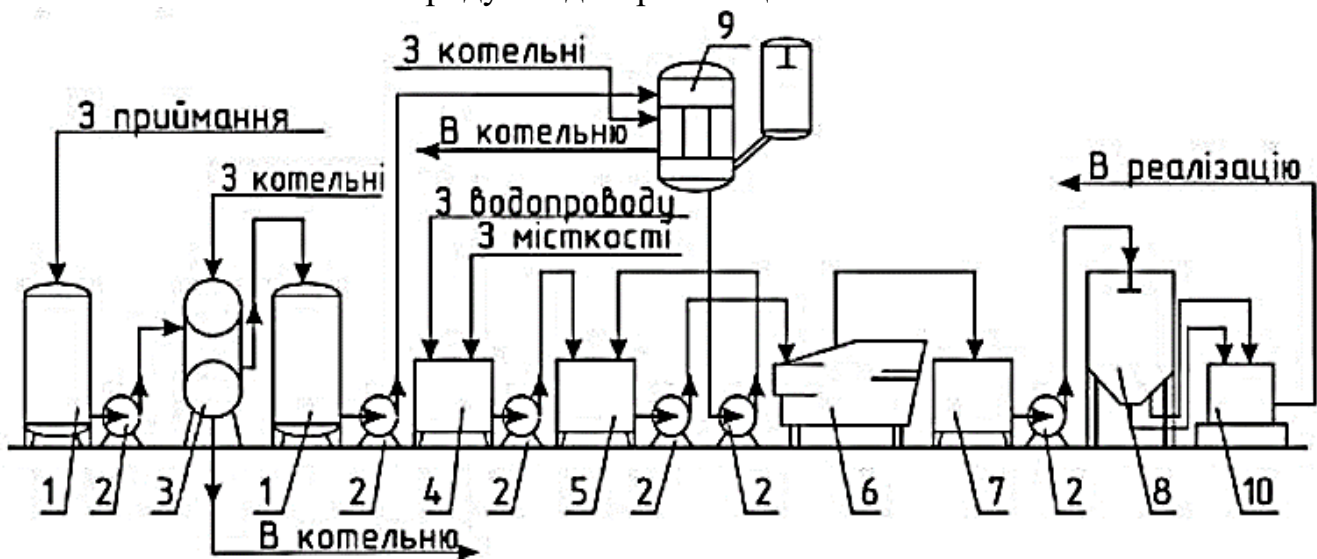 9
З котельні
З приймання
В котельню
В реалізацію
З котельні
З водопроводу
З місткості
1 2 3 1 2 4 2 5 2 2 6 7 2 8 10
В котельню